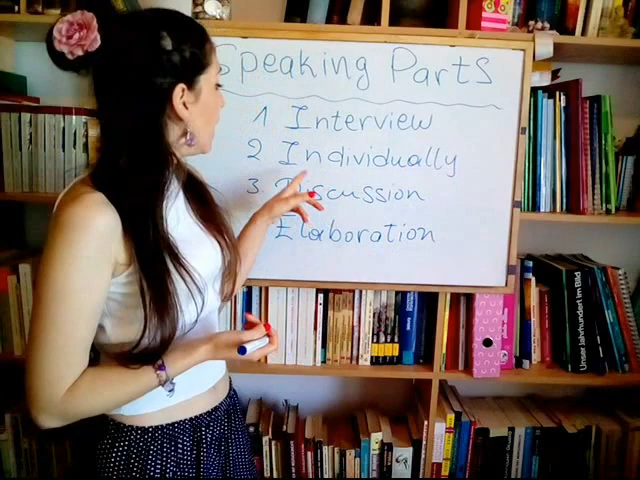 Speaking Parts
1 Interview
2 Individually
3. Discussion
Elaboration
Unser Jahrhundert im Bild